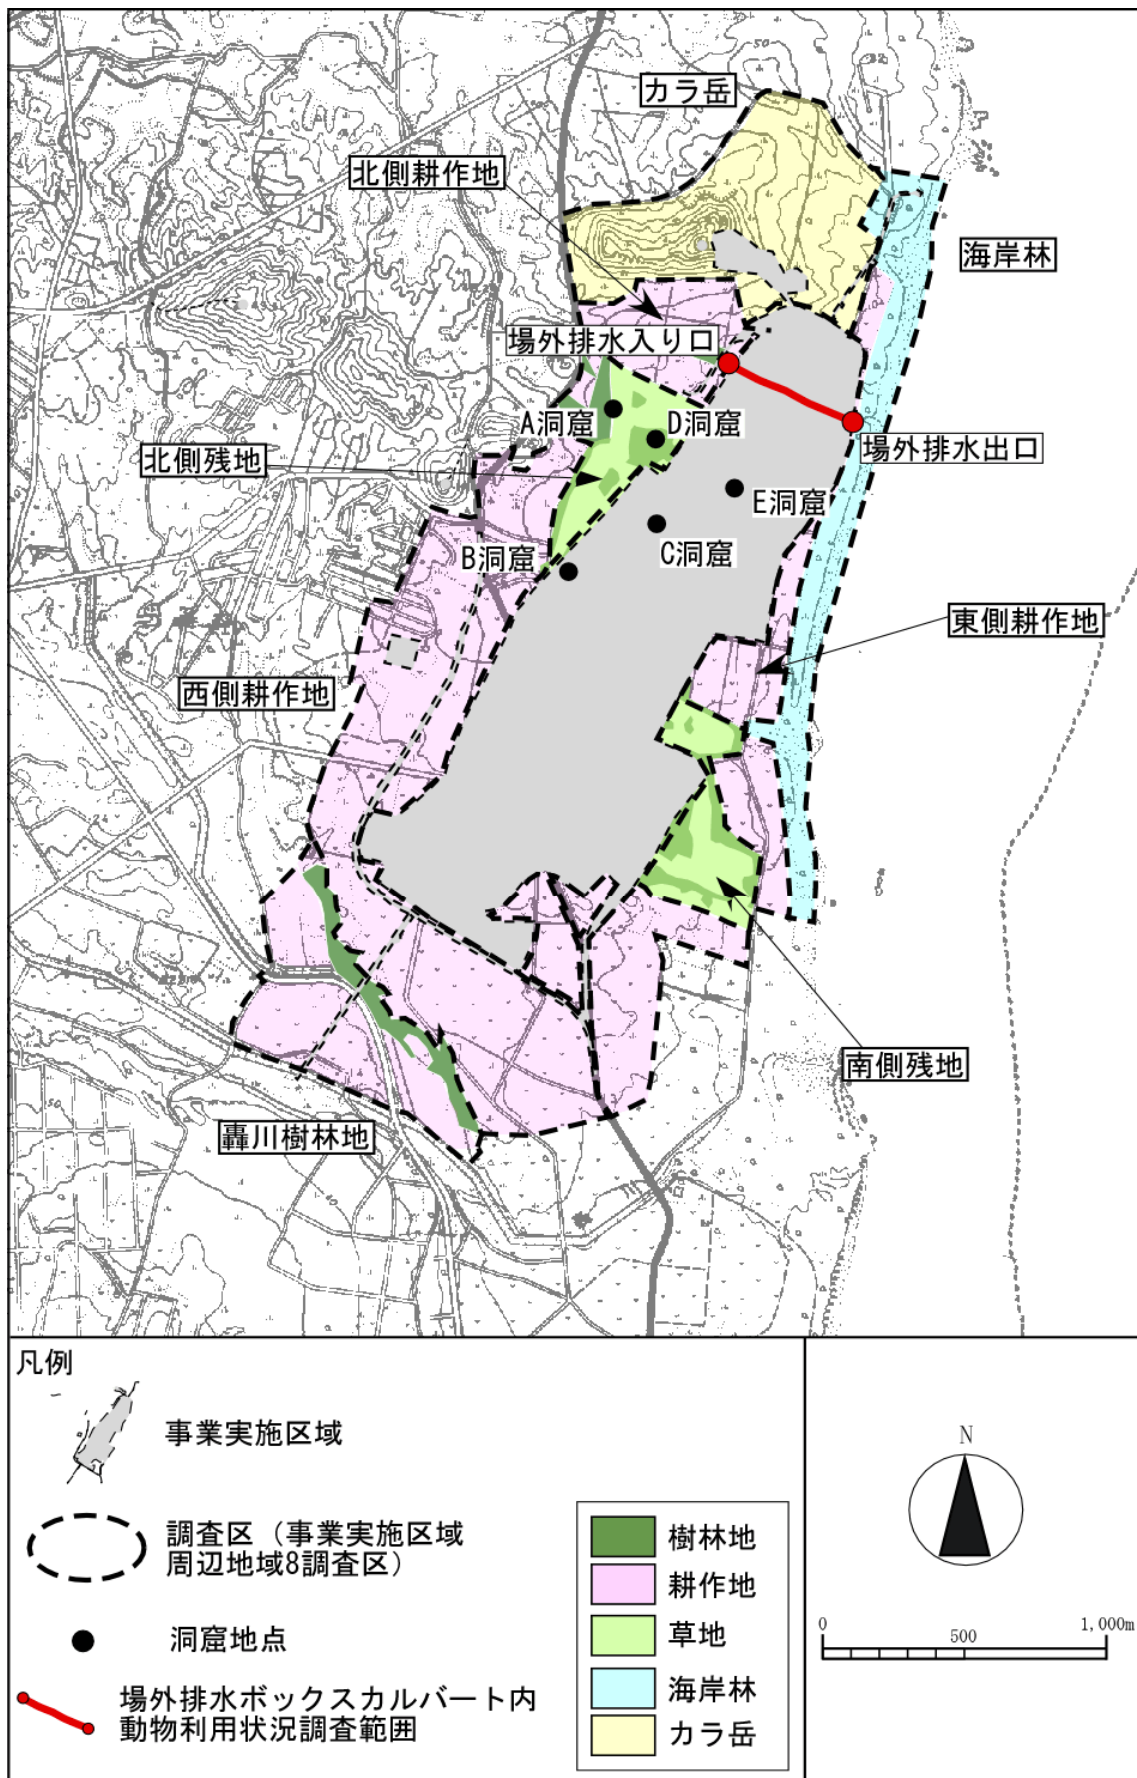 カラ岳
北側耕作地
海岸林
場外排水入り口
A洞窟
D洞窟
場外排水出口
北側残地
E洞窟
C洞窟
B洞窟
東側耕作地
西側耕作地
南側残地
轟川樹林地
凡例
事業実施区域
調査区（事業実施区域
周辺地域8調査区）
洞窟地点
場外排水ボックスカルバート内
動物利用状況調査範囲
樹林地
耕作地
草地
海岸林
カラ岳
N
0
500
1,000m